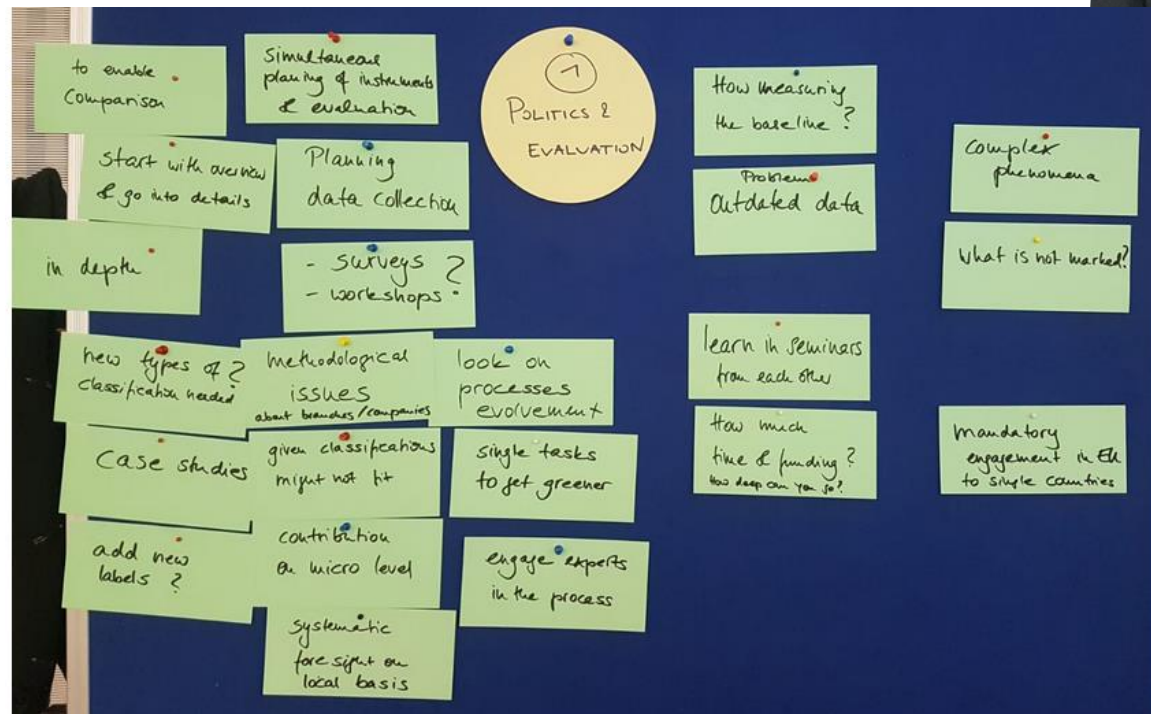 to enable
comparison
Simultaneous
planing of instruments
& evaluation
1
POLITICS &
EVALUATION
How measuring
the baseline?
complex
phenomena
start with overview
& go into details
Planning
data collection
Problem
Outdated data
what is not marked?
in depth
- surveys ?
- workshops
new types of ?
classification needed
methodological
issues
about branches/companies
look on
processes
evolvement
learn in seminars
from each other
case studies
given classifications
might not fit
single tasks
to get greener
How much
time & funding?
How deep can you go?
mandatory
engagement in EU
to single countries
add new
labels ?
contribution
on micro level
engage experts
in the process
systematic
foresight on
local basis